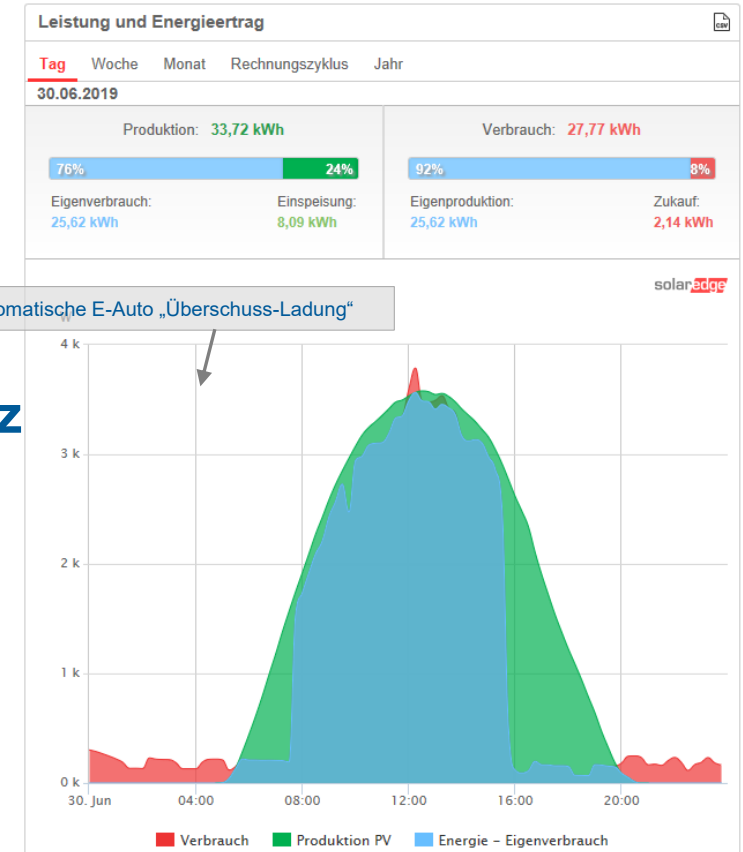 Leistung und Energieertrag
CSV
Tag Woche Monat Rechnungszyklus Jahr
30.06.2019
Produktion: 33,72 kWh
Verbrauch: 27,77 kWh
76% 24%
92% 8%
Eigenverbrauch: Einspeisung:
25,62 kWh 8,09 kWh
Eigenproduktion: Zukauf:
25,62 kWh 2,14 kWh
solaredge
omatische E-Auto „Überschuss-Ladung“
4 k
z
3 k
2 k
1 k
0 k
30. Jun 04:00 08:00 12:00 16:00 20:00
Verbrauch Produktion PV Energie - Eigenverbrauch